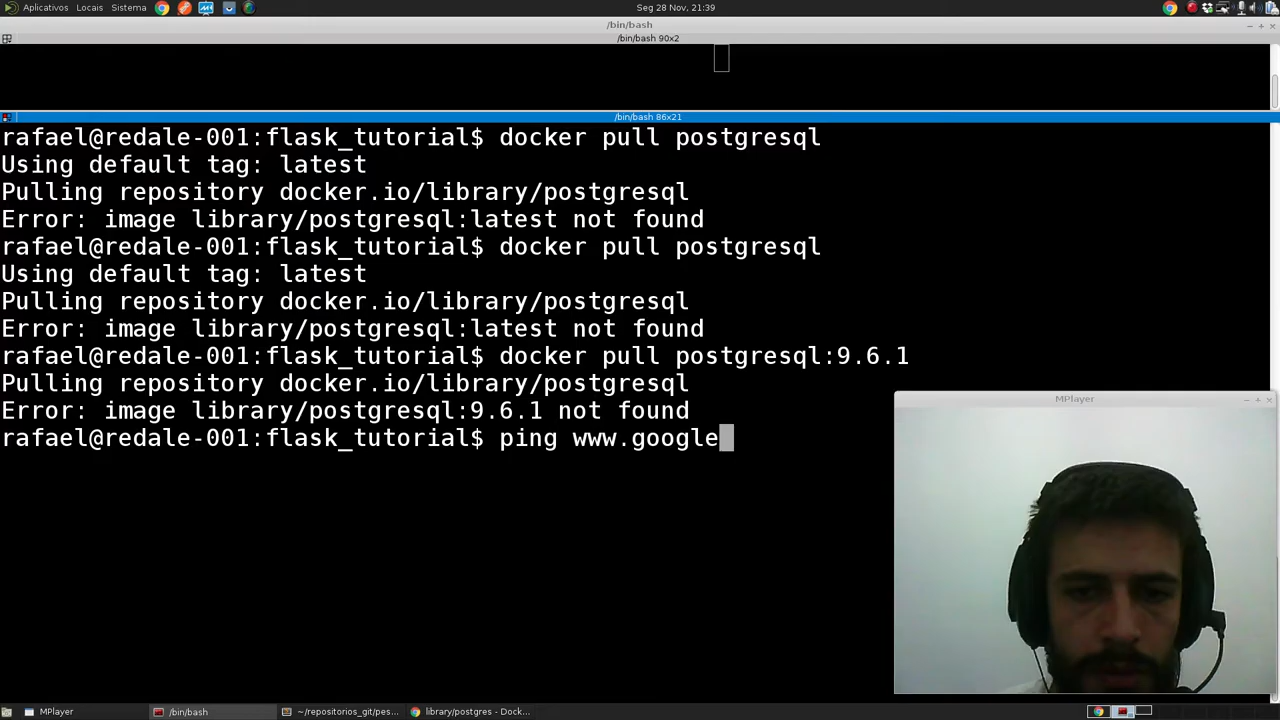 Aplicativos Locais Sistema Seg 28 Nov, 21:39
/bin/bash
/bin/bash 90x2
/bin/bash 86x21
rafael@redale-001:flask_tutorial$ docker pull postgresql
Using default tag: latest
Pulling repository docker.io/library/postgresql
Error: image library/postgresql:latest not found
rafael@redale-001:flask_tutorial$ docker pull postgresql
Using default tag: latest
Pulling repository docker.io/library/postgresql
Error: image library/postgresql:latest not found
rafael@redale-001:flask_tutorial$ docker pull postgresql:9.6.1
Pulling repository docker.io/library/postgresql
Error: image library/postgresql:9.6.1 not found
rafael@redale-001:flask_tutorial$ ping www.google
MPlayer
MPlayer /bin/bash ~/repositorios_git/pes... library/postgres - Dock...